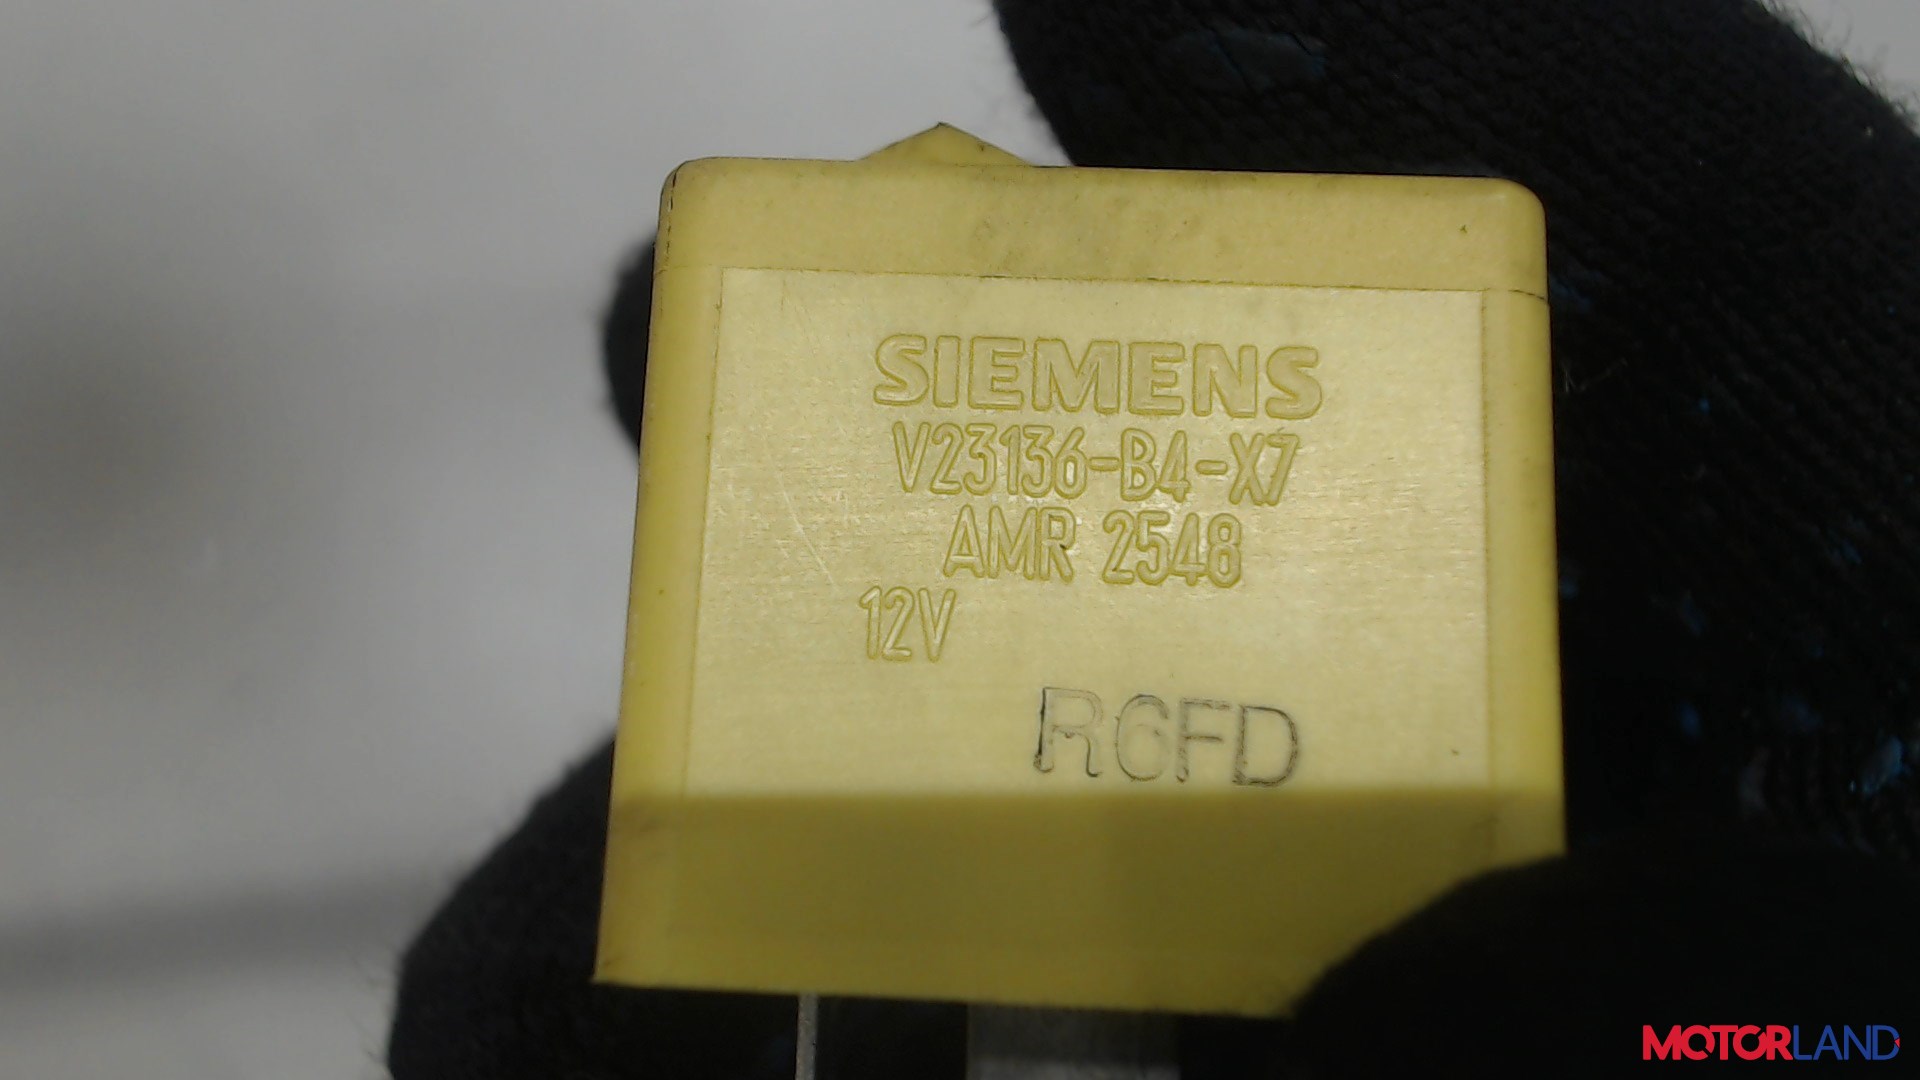 SIEMENS
V23136-B4-X7
AMR 2548
12V
R6FD
MOTORLAND